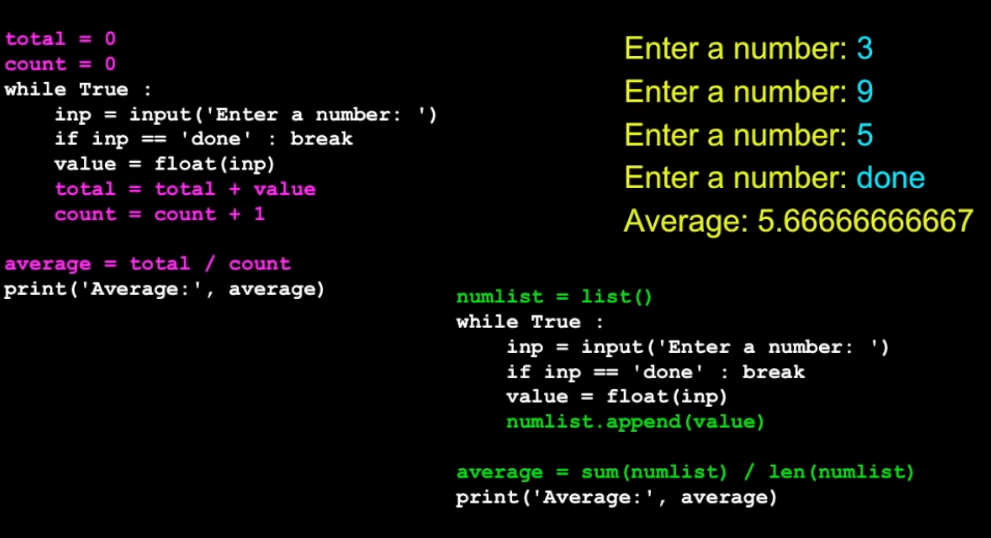 total = 0
count = 0
while True :
    inp = input('Enter a number: ')
    if inp == 'done' : break
    value = float(inp)
    total = total + value
    count = count + 1

average = total / count
print('Average:', average)

Enter a number: 3
Enter a number: 9
Enter a number: 5
Enter a number: done
Average: 5.66666666667

numlist = list()
while True :
    inp = input('Enter a number: ')
    if inp == 'done' : break
    value = float(inp)
    numlist.append(value)

average = sum(numlist) / len(numlist)
print('Average:', average)